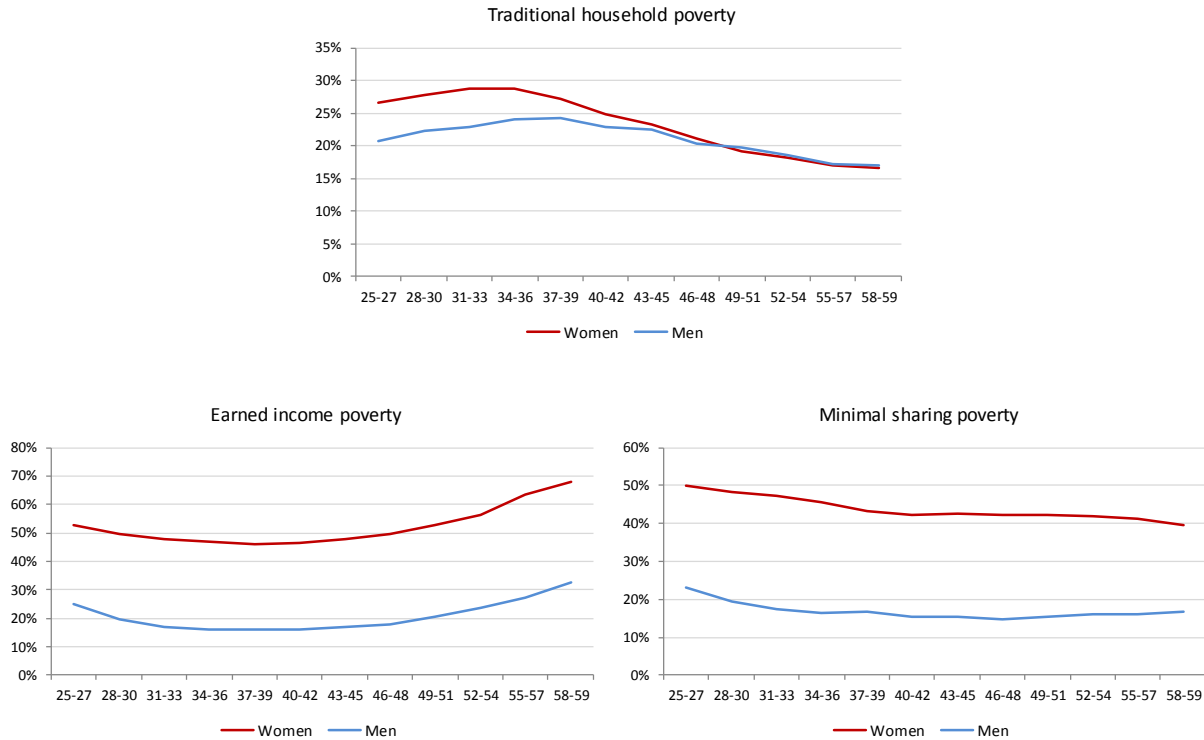 Traditional household poverty
35%
30%
25%
20%
15%
10%
5%
0%
25-27 28-30 31-33 34-36 37-39 40-42 43-45 46-48 49-51 52-54 55-57 58-59
Women Men
Earned income poverty
80%
70%
60%
50%
40%
30%
20%
10%
0%
25-27 28-30 31-33 34-36 37-39 40-42 43-45 46-48 49-51 52-54 55-57 58-59
Women Men
Minimal sharing poverty
60%
50%
40%
30%
20%
10%
0%
25-27 28-30 31-33 34-36 37-39 40-42 43-45 46-48 49-51 52-54 55-57 58-59
Women Men